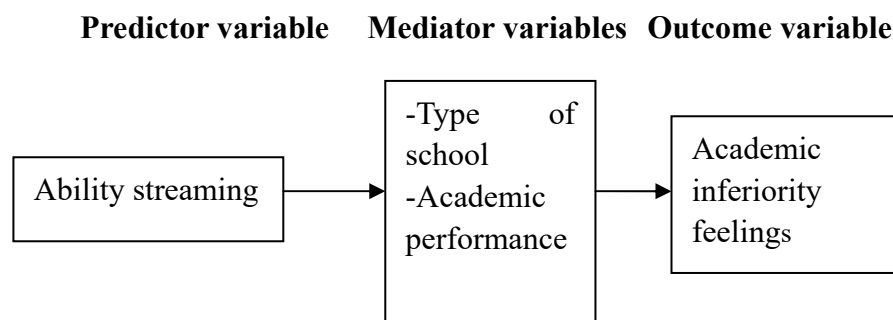 Predictor variable Mediator variables Outcome variable
Ability streaming
-Type of
school
-Academic
performance
Academic
inferiority
feelings